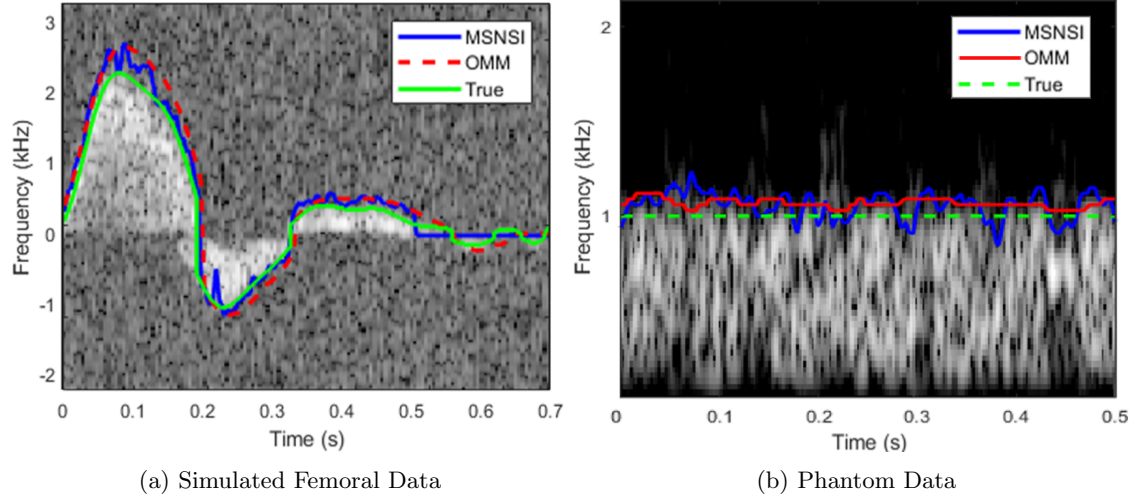 3
2
1
0
-1
-2
Frequency (kHz)
0 0.1 0.2 0.3 0.4 0.5 0.6 0.7
Time (s)
MSNSI
OMM
True
(a) Simulated Femoral Data
2
1
Frequency (kHz)
0 0.1 0.2 0.3 0.4 0.5
Time (s)
MSNSI
OMM
True
(b) Phantom Data